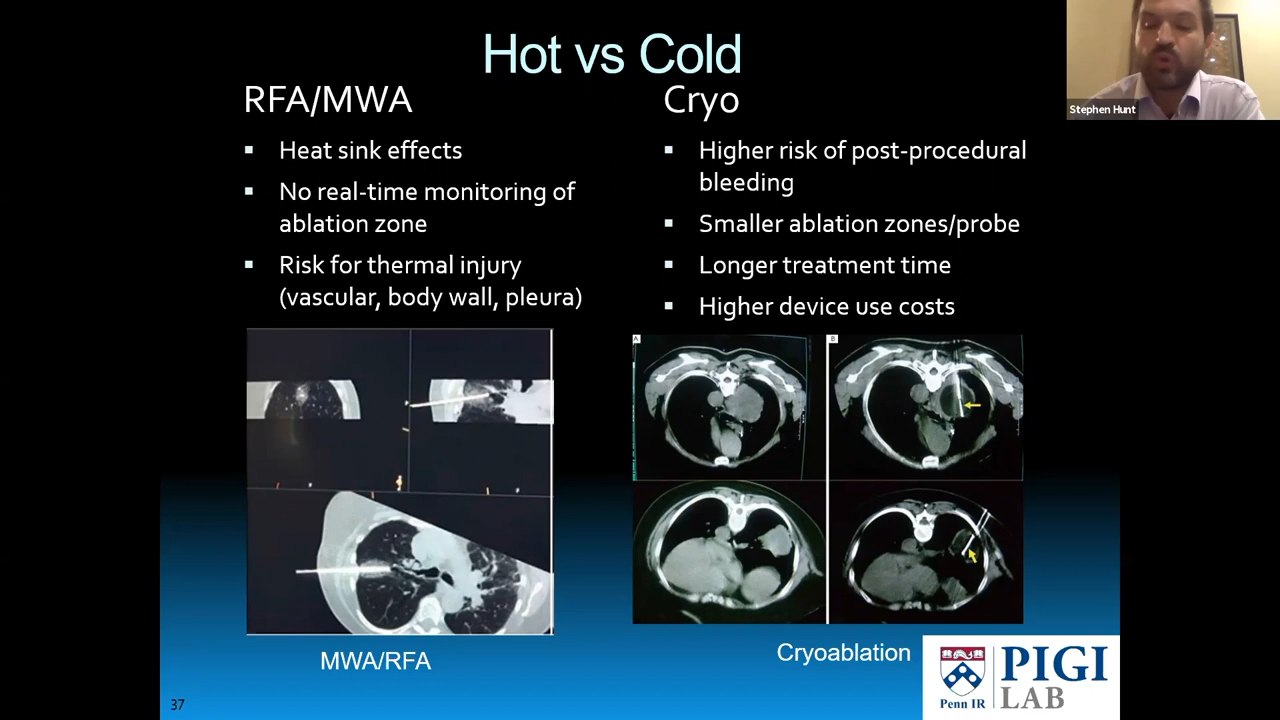 Hot vs Cold
RFA/MWA
Heat sink effects
No real-time monitoring of
ablation zone
Risk for thermal injury
(vascular, body wall, pleura)
MWA/RFA
Cryo
Higher risk of post-procedural
bleeding
Smaller ablation zones/probe
Longer treatment time
Higher device use costs
A
B
Cryoablation
Stephen Hunt
Penn IR
PIGI
LAB
37